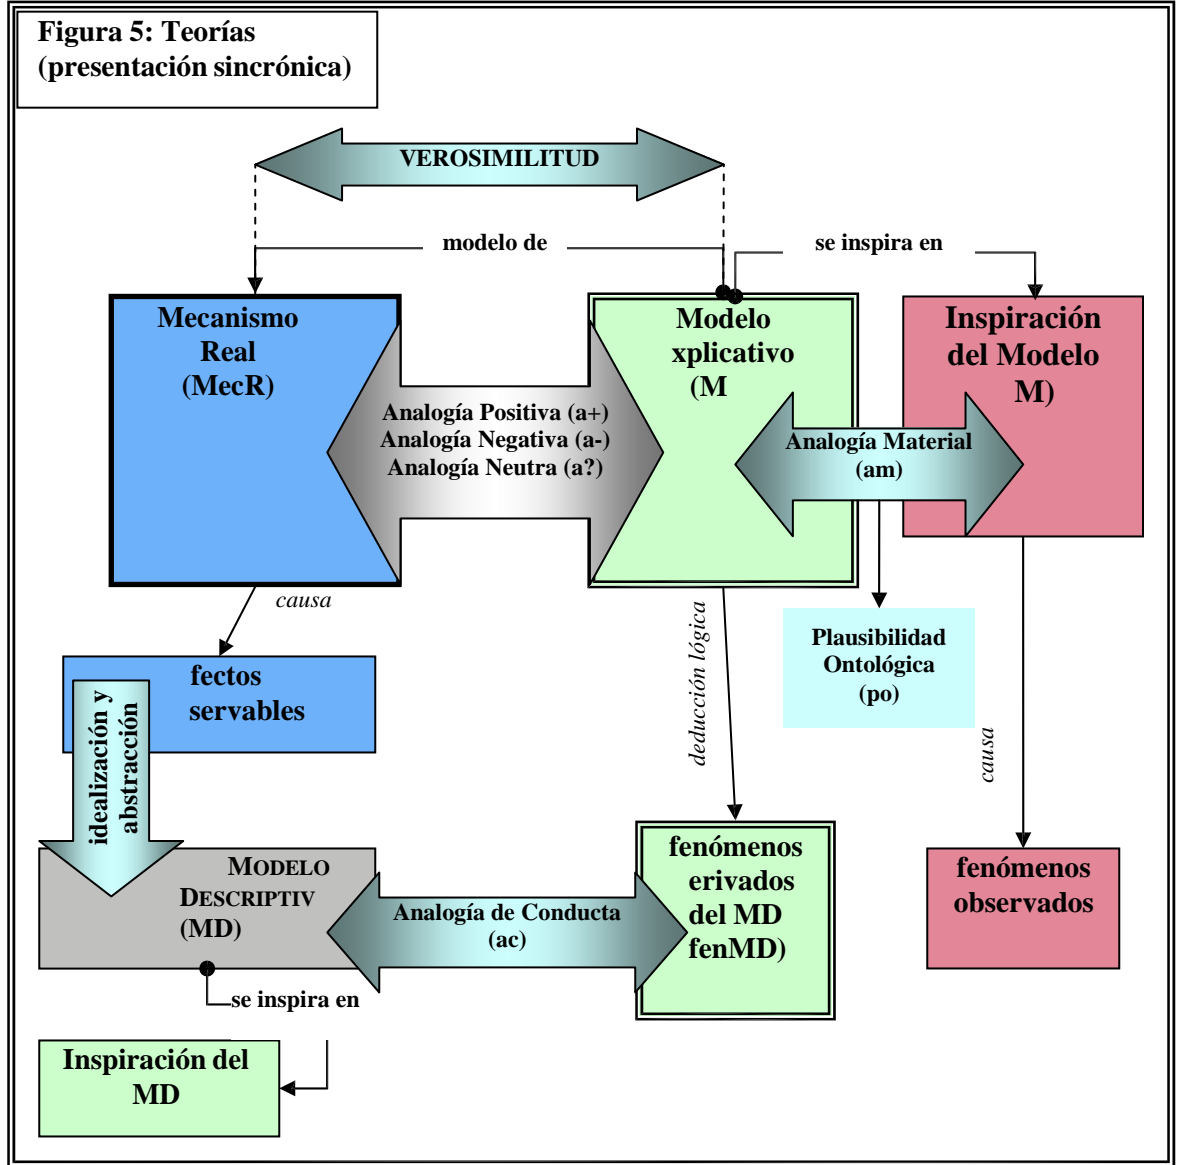 Figura 5: Teorías
(presentación sincrónica)
VEROSIMILITUD
modelo de
se inspira en
Mecanismo
Real
(MecR)
Modelo
xplicativo
(M
Inspiración
del Modelo
M)
Analogía Positiva (a+)
Analogía Negativa (a-)
Analogía Neutra (a?)
Analogía Material
(am)
causa
deducción lógica
Plausibilidad
Ontológica
(po)
causa
fectos
servables
idealización y
abstracción
MODELO
DESCRIPTIV
(MD)
Analogía de Conducta
(ac)
fenómenos
erivados
del MD
fenMD)
fenómenos
observados
se inspira en
Inspiración del
MD